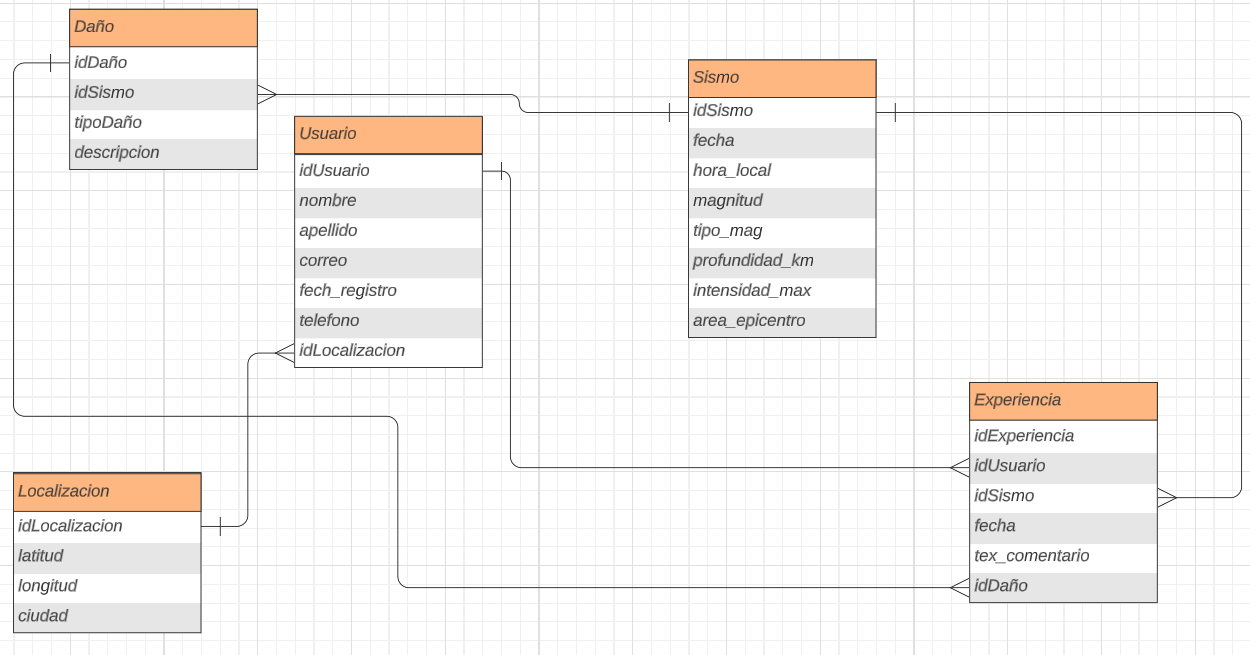 Daño
idDaño
idSismo
tipoDaño
descripcion
Usuario
idUsuario
nombre
apellido
correo
fech_registro
telefono
idLocalizacion
Sismo
idSismo
fecha
hora_local
magnitud
tipo_mag
profundidad_km
intensidad_max
area_epicentro
Localizacion
idLocalizacion
latitud
longitud
ciudad
Experiencia
idExperiencia
idUsuario
idSismo
fecha
tex_comentario
idDaño